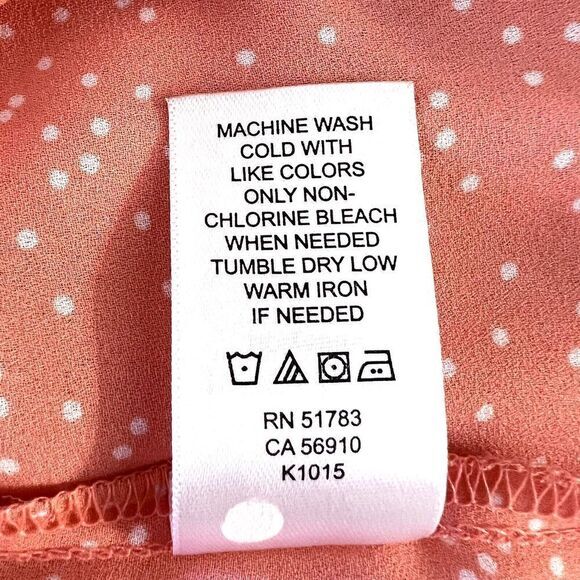 MACHINE WASH
COLD WITH
LIKE COLORS
ONLY NON-
CHLORINE BLEACH
WHEN NEEDED
TUMBLE DRY LOW
WARM IRON
IF NEEDED
RN 51783
CA 56910
K1015